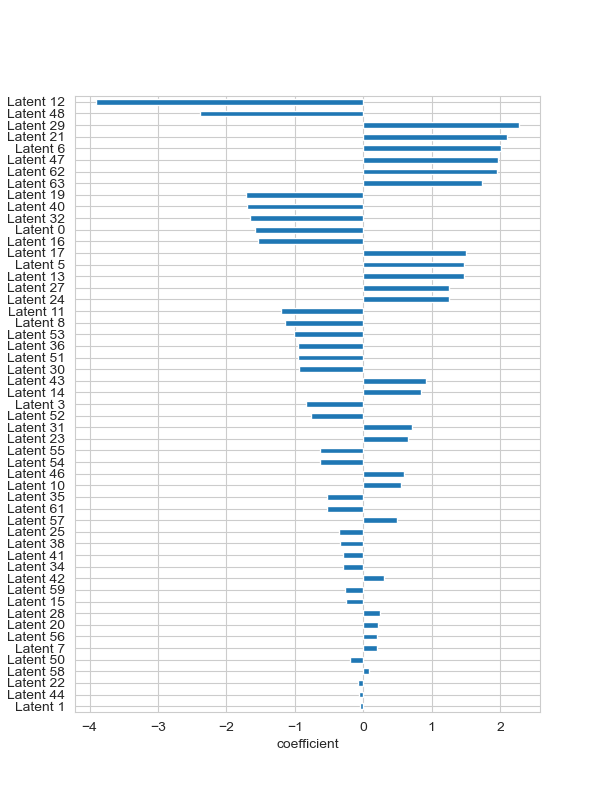 Latent 12
Latent 48
Latent 29
Latent 21
Latent 6
Latent 47
Latent 62
Latent 63
Latent 19
Latent 40
Latent 32
Latent 0
Latent 16
Latent 17
Latent 5
Latent 13
Latent 27
Latent 24
Latent 11
Latent 8
Latent 53
Latent 36
Latent 51
Latent 30
Latent 43
Latent 14
Latent 3
Latent 52
Latent 31
Latent 23
Latent 55
Latent 54
Latent 46
Latent 10
Latent 35
Latent 61
Latent 57
Latent 25
Latent 38
Latent 41
Latent 34
Latent 42
Latent 59
Latent 15
Latent 28
Latent 20
Latent 56
Latent 7
Latent 50
Latent 58
Latent 22
Latent 44
Latent 1
−4 −3 −2 −1 0 1 2
coefficient